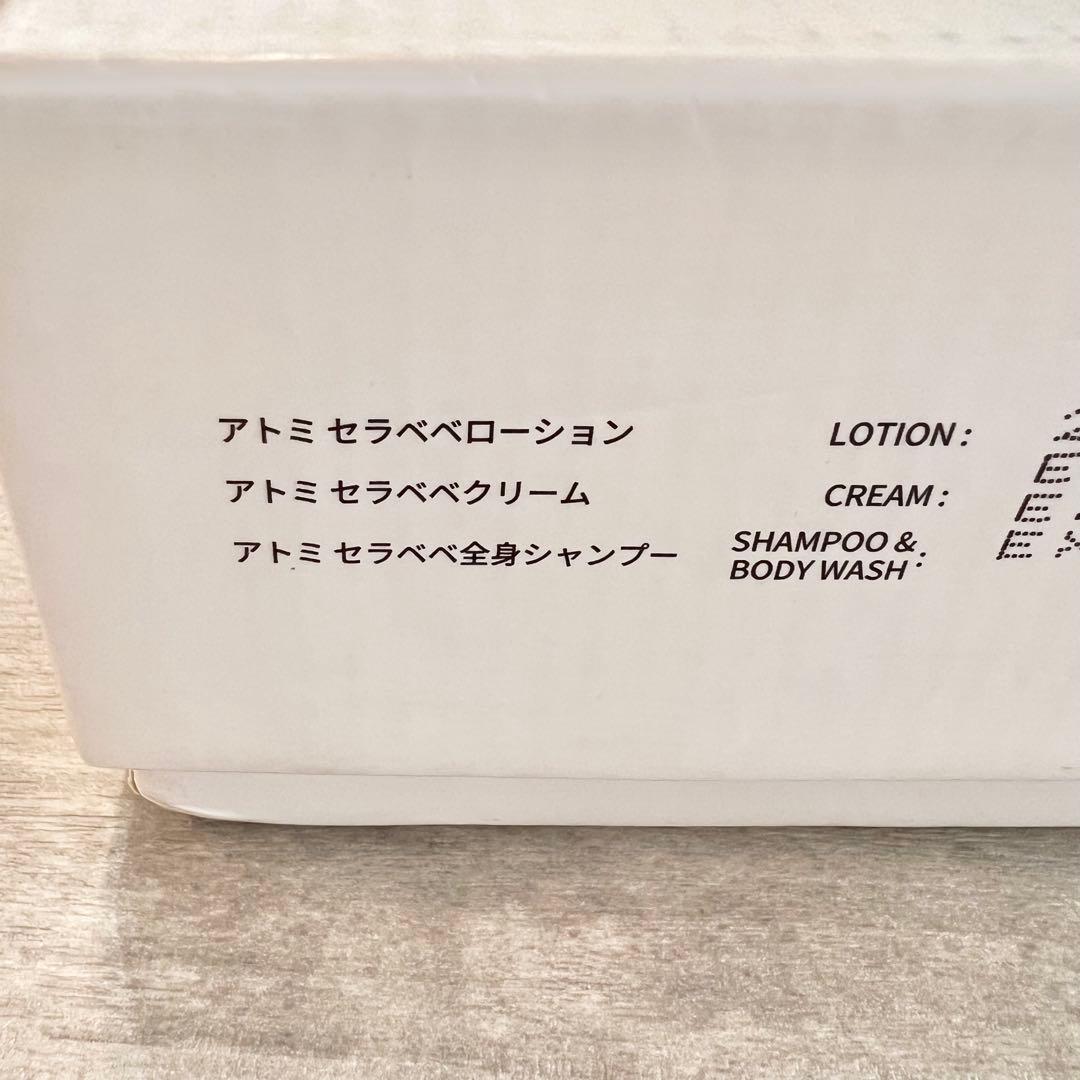 アトミ セラベベローション LOTION :
アトミ セラベベクリーム CREAM :
アトミ セラベベ全身シャンプー SHAMPOO & BODY WASH :